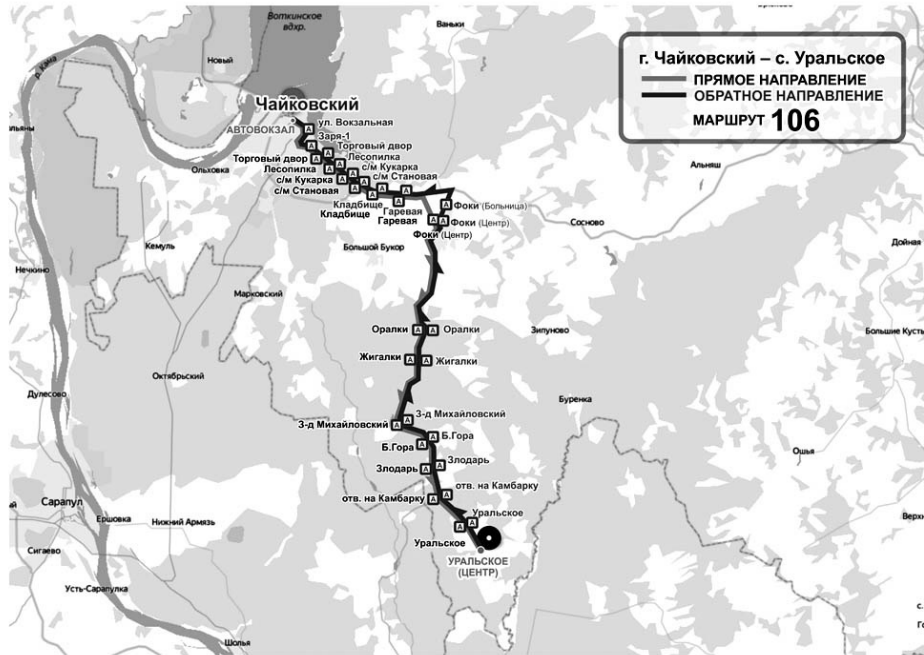 Воткинское
вдхр.
Ваньки
р. Кама
Новый
г. Чайковский – с. Уральское
ПРЯМОЕ НАПРАВЛЕНИЕ
ОБРАТНОЕ НАПРАВЛЕНИЕ
МАРШРУТ 106
Чайковский
АВТОВОКЗАЛ
ул. Вокзальная
Заря-1
Торговый двор
Торговый двор
Лесопилка
Лесопилка
с/м Кукарка
с/м Кукарка
с/м Становая
с/м Становая
Ольховка
Альняш
Кладбище
Кладбище
Гаревая
Гаревая
Фоки (Больница)
Фоки (Центр)
Фоки (Центр)
Сосново
Дойная
Кемуль
Большой Букор
Нечкино
Марковский
Оралки
Оралки
Зипуново
Большие Кусты
Жигалки
Жигалки
Октябрьский
Дулесово
Буренка
З-д Михайловский
З-д Михайловский
Б.Гора
Б.Гора
Ошья
Злодарь
Злодарь
отв. на Камбарку
отв. на Камбарку
Сарапул
Ершовка
Нижний Армязь
Уральское
Уральское
Сигаево
УРАЛЬСКОЕ
(ЦЕНТР)
Усть-Сарапулка
Шолья